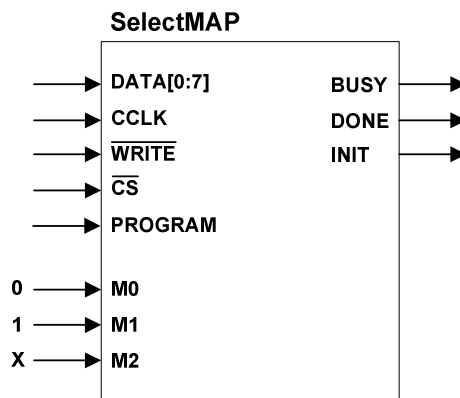 SelectMAP
DATA[0:7] BUSY
CCLK DONE
WRITE INIT
CS
PROGRAM
0 M0
1 M1
X M2